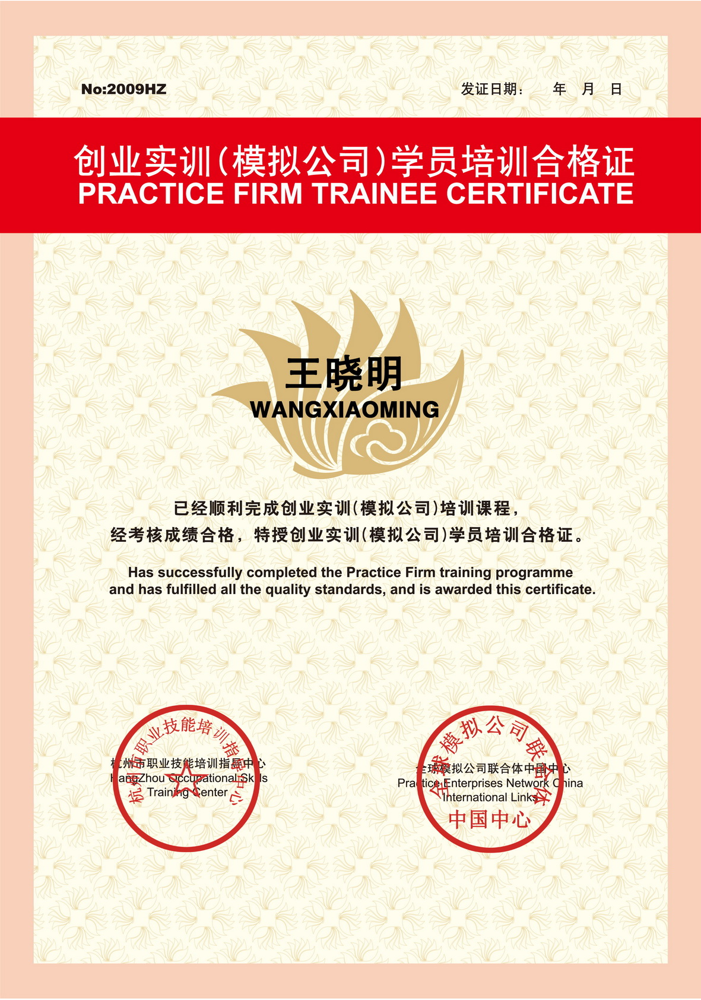 No:2009HZ
发证日期： 年 月 日
创业实训(模拟公司)学员培训合格证
PRACTICE FIRM TRAINEE CERTIFICATE
王晓明
WANGXIAOMING
已经顺利完成创业实训(模拟公司)培训课程，
经考核成绩合格，特授创业实训(模拟公司)学员培训合格证。
Has successfully completed the Practice Firm training programme
and has fulfilled all the quality standards, and is awarded this certificate.
杭州市职业技能培训指导中心
杭州市职业技能培训指导中心
HangZhou Occupational Skills
Training Center
全球模拟公司联合体
全球模拟公司联合体中国中心
Practice Enterprises Network China
International Links
中国中心